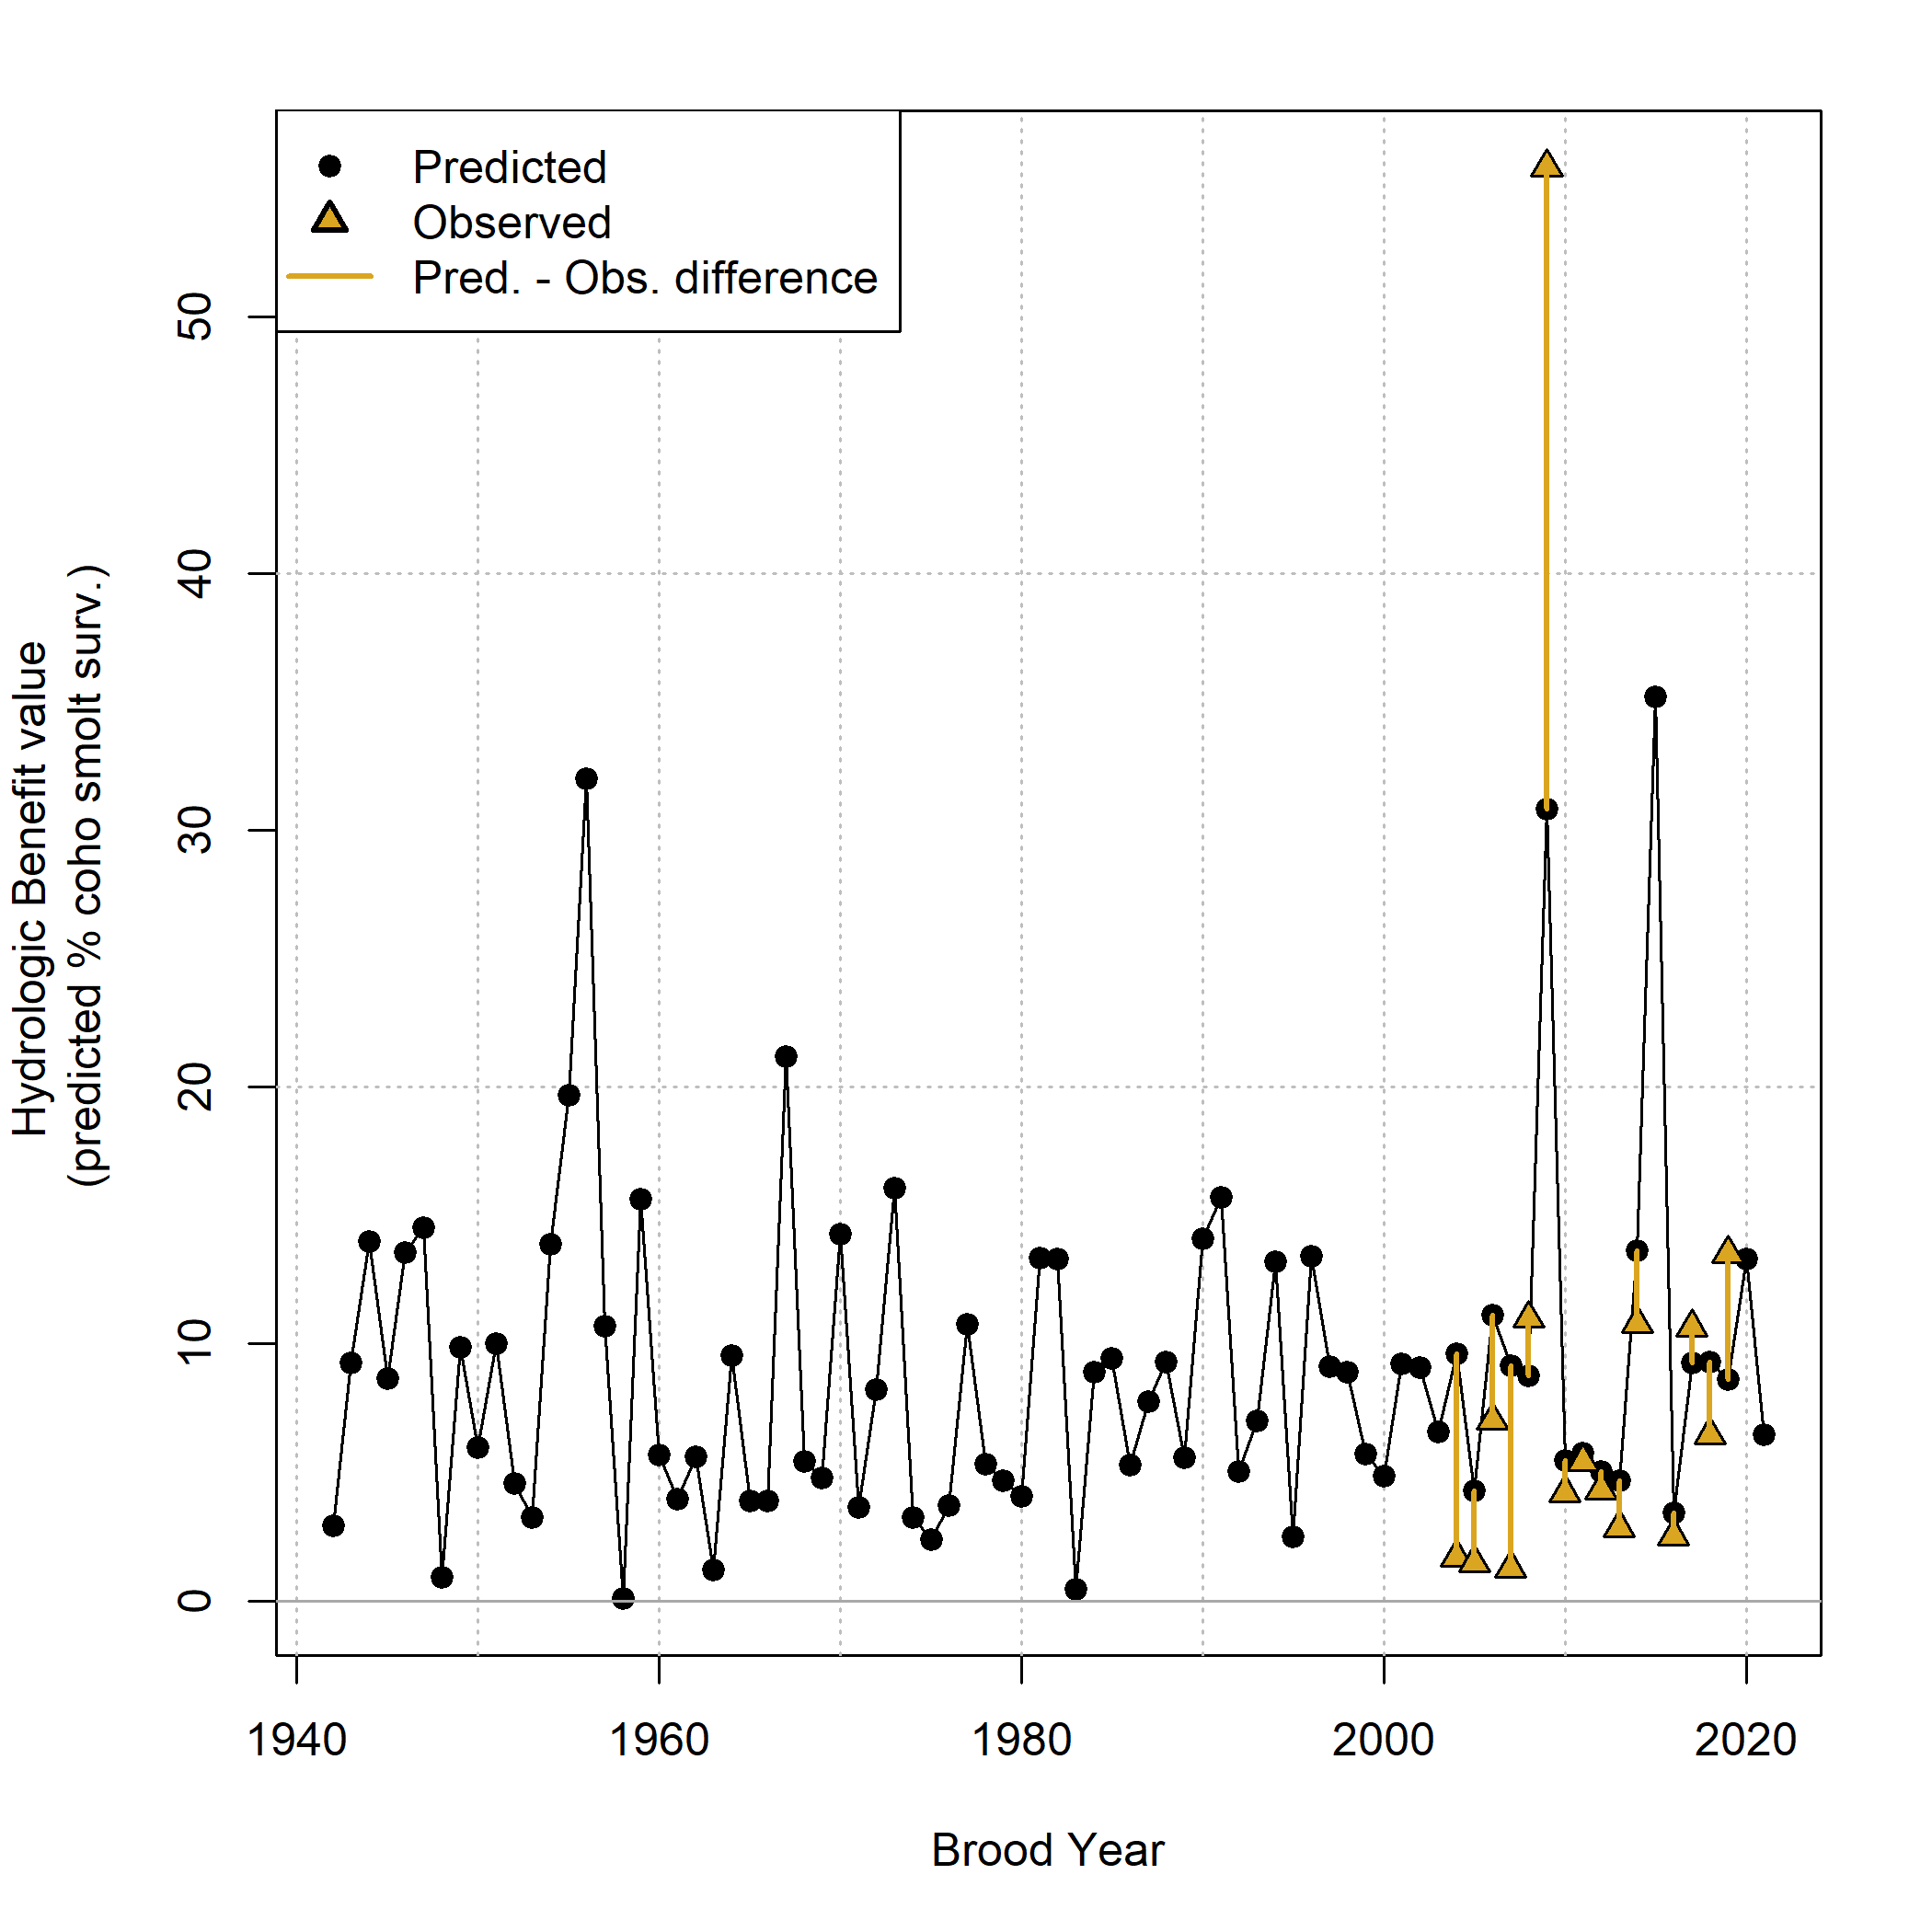 Predicted
Observed
Pred. - Obs. difference
Hydrologic Benefit value
(predicted % coho smolt surv.)
50
40
30
20
10
0
1940 1960 1980 2000 2020
Brood Year